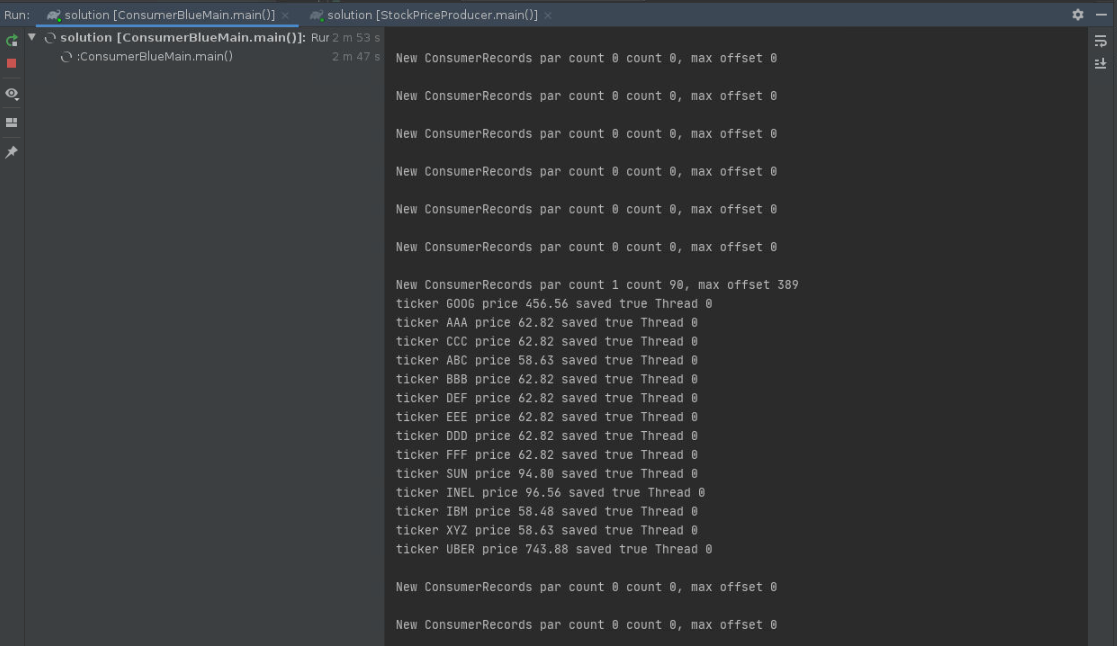 Run: solution [ConsumerBlueMain.main()] × solution [StockPriceProducer.main()] ×
solution [ConsumerBlueMain.main()]: Rur 2 m 53 s
:ConsumerBlueMain.main() 2 m 47 s
New ConsumerRecords par count 0 count 0, max offset 0
New ConsumerRecords par count 0 count 0, max offset 0
New ConsumerRecords par count 0 count 0, max offset 0
New ConsumerRecords par count 0 count 0, max offset 0
New ConsumerRecords par count 0 count 0, max offset 0
New ConsumerRecords par count 0 count 0, max offset 0
New ConsumerRecords par count 1 count 90, max offset 389
ticker GOOG price 456.56 saved true Thread 0
ticker AAA price 62.82 saved true Thread 0
ticker CCC price 62.82 saved true Thread 0
ticker ABC price 58.63 saved true Thread 0
ticker BBB price 62.82 saved true Thread 0
ticker DEF price 62.82 saved true Thread 0
ticker EEE price 62.82 saved true Thread 0
ticker DDD price 62.82 saved true Thread 0
ticker FFF price 62.82 saved true Thread 0
ticker SUN price 94.80 saved true Thread 0
ticker INEL price 96.56 saved true Thread 0
ticker IBM price 58.48 saved true Thread 0
ticker XYZ price 58.63 saved true Thread 0
ticker UBER price 743.88 saved true Thread 0
New ConsumerRecords par count 0 count 0, max offset 0
New ConsumerRecords par count 0 count 0, max offset 0